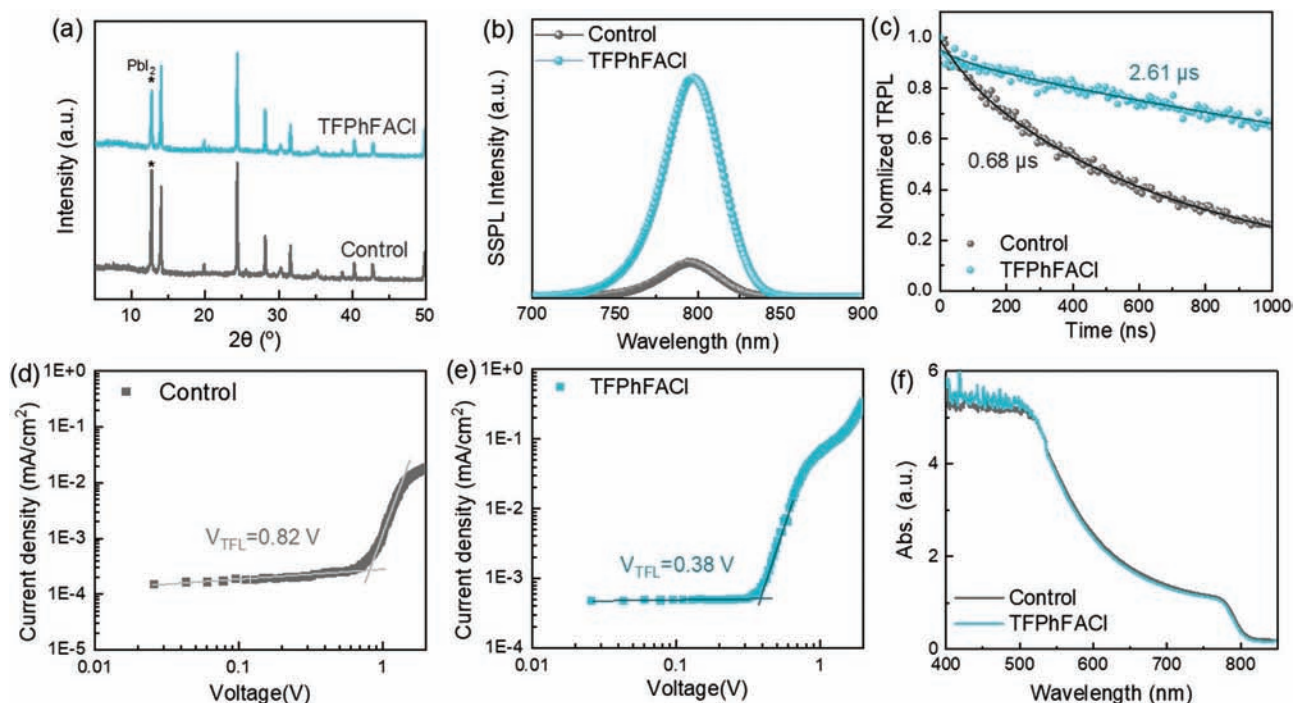 (a)
Intensity (a.u.)
PbI2
*
TFPhFACl
*
Control
10 20 30 40 50
2θ (º)
(b)
SSPL Intensity (a.u.)
Control
TFPhFACl
700 750 800 850 900
Wavelength (nm)
(c)
Normlized TRPL
1.0
0.8
0.6
0.4
0.2
0.0
2.61 µs
0.68 µs
Control
TFPhFACl
0 200 400 600 800 1000
Time (ns)
(d)
Current density (mA/cm²)
1E+0
1E-1
1E-2
1E-3
1E-4
1E-5
Control
VTFL=0.82 V
0.01 0.1 1
Voltage(V)
(e)
Current density (mA/cm²)
1E+0
1E-1
1E-2
1E-3
1E-4
TFPhFACl
VTFL=0.38 V
0.01 0.1 1
Voltage(V)
(f)
Abs. (a.u.)
6
4
2
0
Control
TFPhFACl
400 500 600 700 800
Wavelength (nm)